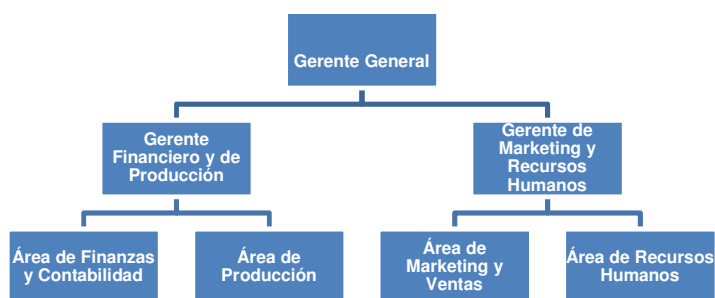 Gerente General
Gerente
Financiero y de
Producción
Gerente de
Marketing y
Recursos
Humanos
Área de Finanzas
y Contabilidad
Área de
Producción
Área de
Marketing y
Ventas
Área de Recursos
Humanos